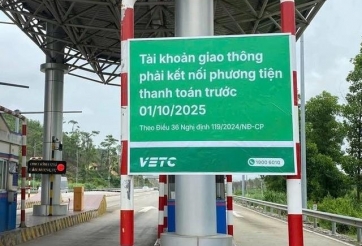 Tài khoản giao thông
phải kết nối phương tiện
thanh toán trước
01/10/2025
Theo Điều 36 Nghị định 119/2024/NĐ-CP
VETC
1900 6010